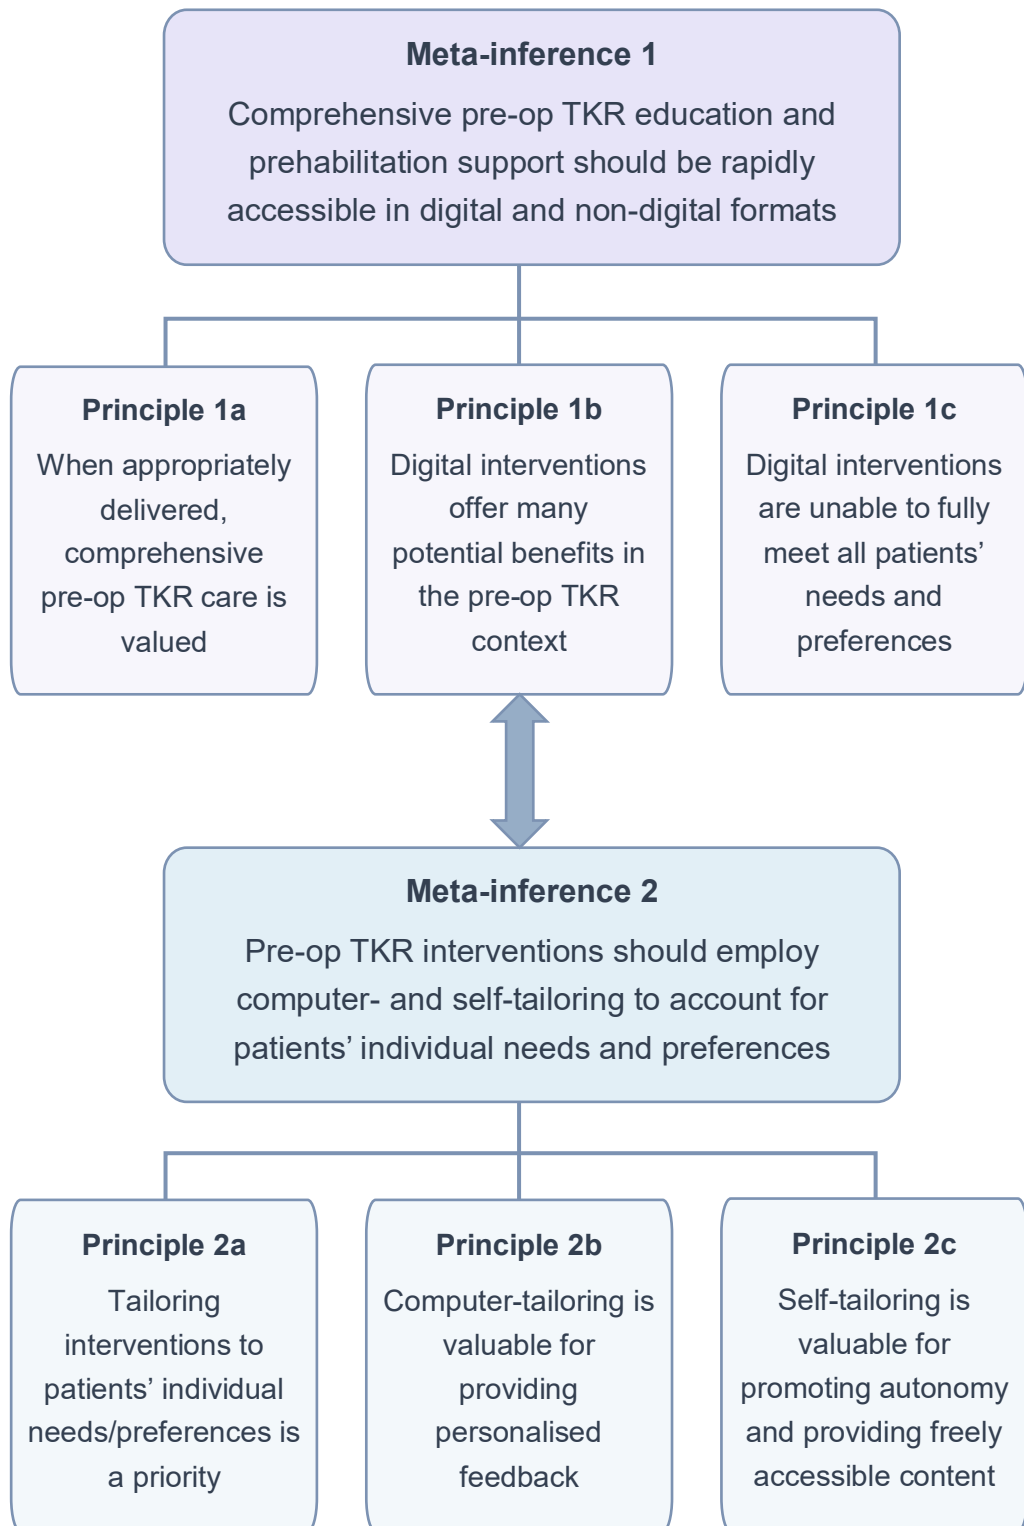 Meta-inference 1
Comprehensive pre-op TKR education and
prehabilitation support should be rapidly
accessible in digital and non-digital formats
Principle 1a
When appropriately
delivered,
comprehensive
pre-op TKR care is
valued
Principle 1b
Digital interventions
offer many
potential benefits in
the pre-op TKR
context
Principle 1c
Digital interventions
are unable to fully
meet all patients’
needs and
preferences
Meta-inference 2
Pre-op TKR interventions should employ
computer- and self-tailoring to account for
patients’ individual needs and preferences
Principle 2a
Tailoring
interventions to
patients’ individual
needs/preferences is
a priority
Principle 2b
Computer-tailoring is
valuable for
providing
personalised
feedback
Principle 2c
Self-tailoring is
valuable for
promoting autonomy
and providing freely
accessible content